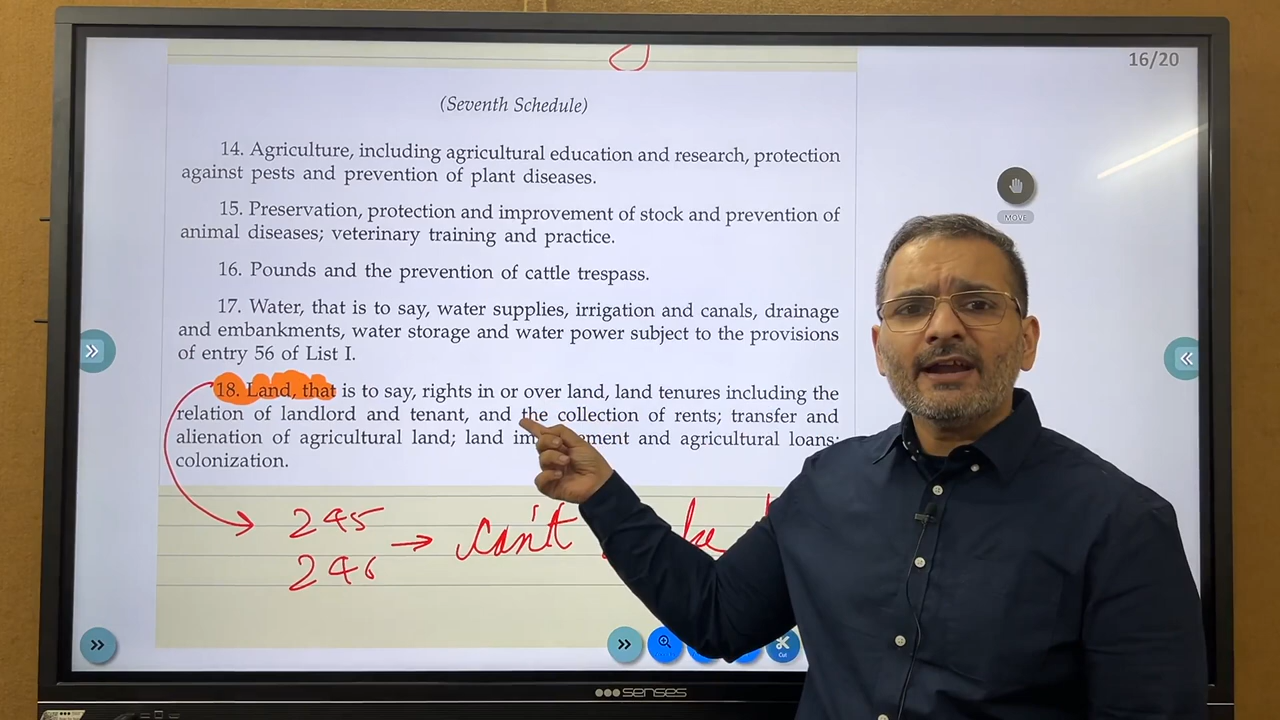 16/20
(Seventh Schedule)
14. Agriculture, including agricultural education and research, protection
against pests and prevention of plant diseases.
15. Preservation, protection and improvement of stock and prevention of
animal diseases; veterinary training and practice.
16. Pounds and the prevention of cattle trespass.
17. Water, that is to say, water supplies, irrigation and canals, drainage
and embankments, water storage and water power subject to the provisions
of entry 56 of List I.
MOVE
18. Land, that is to say, rights in or over land, land tenures including the
relation of landlord and tenant, and the collection of rents; transfer and
alienation of agricultural land; land and agricultural loans;
colonization.
245
246 → can't
Cut
senses